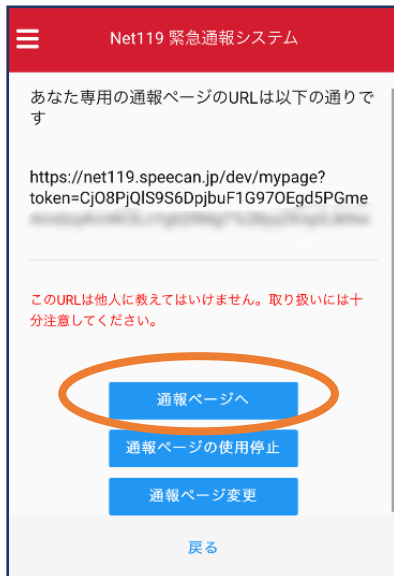 Net119 緊急通報システム
あなた専用の通報ページのURLは以下の通りで
す
https://net119.speecan.jp/dev/mypage?
token=CjO8PjQlS9S6DpjbuF1G97OEgd5PGme
このURLは他人に教えてはいけません。取り扱いには十
分注意してください。
通報ページへ
通報ページの使用停止
通報ページ変更
戻る